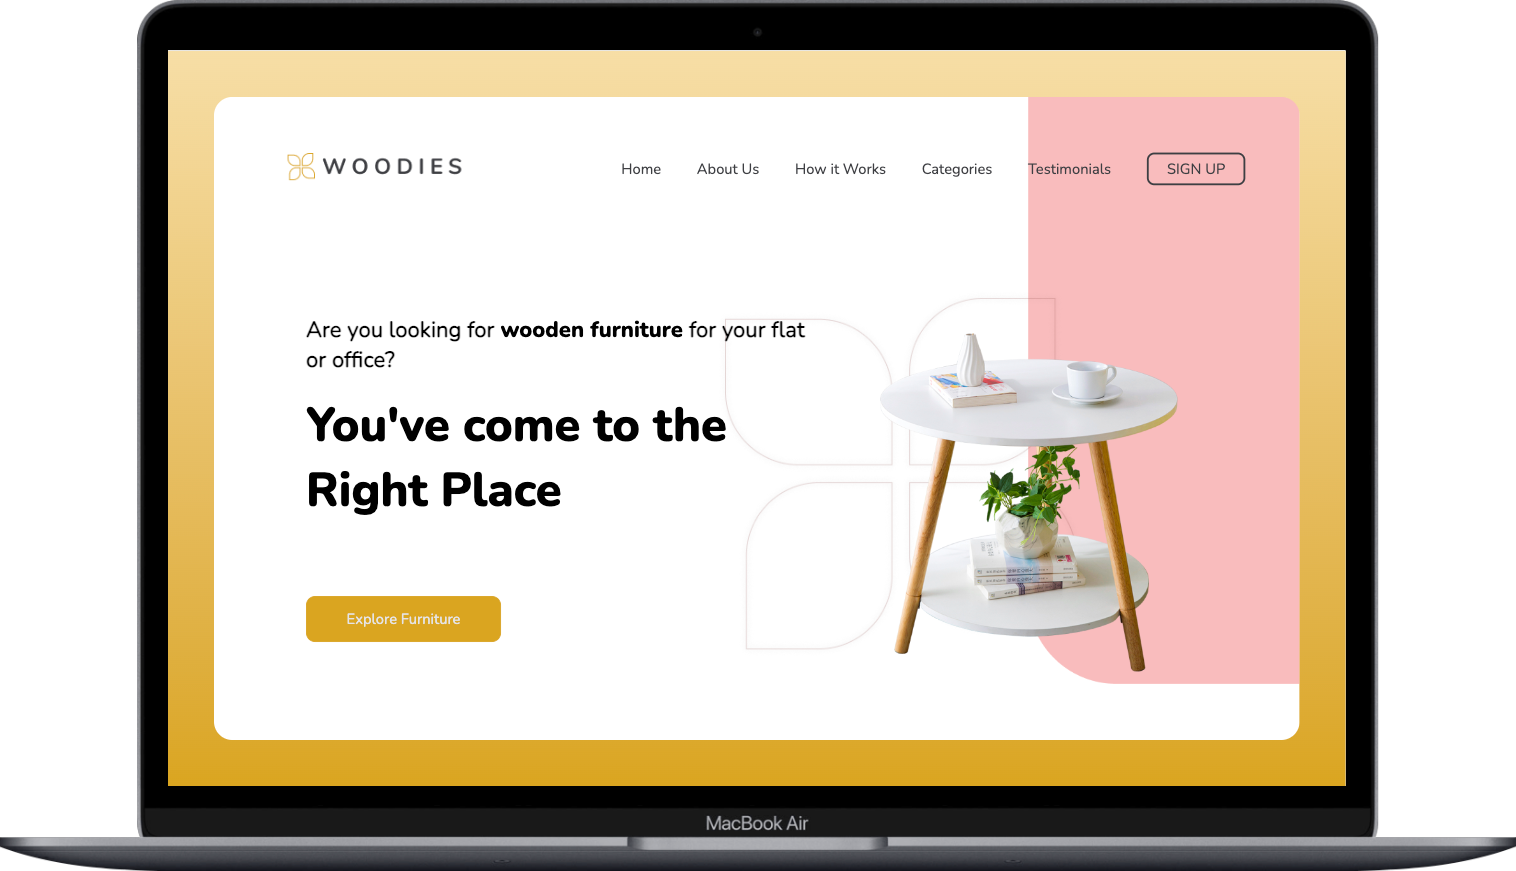 WOODIES
Home About Us How it Works Categories Testimonials SIGN UP
Are you looking for wooden furniture for your flat
or office?
You've come to the
Right Place
Explore Furniture
MacBook Air